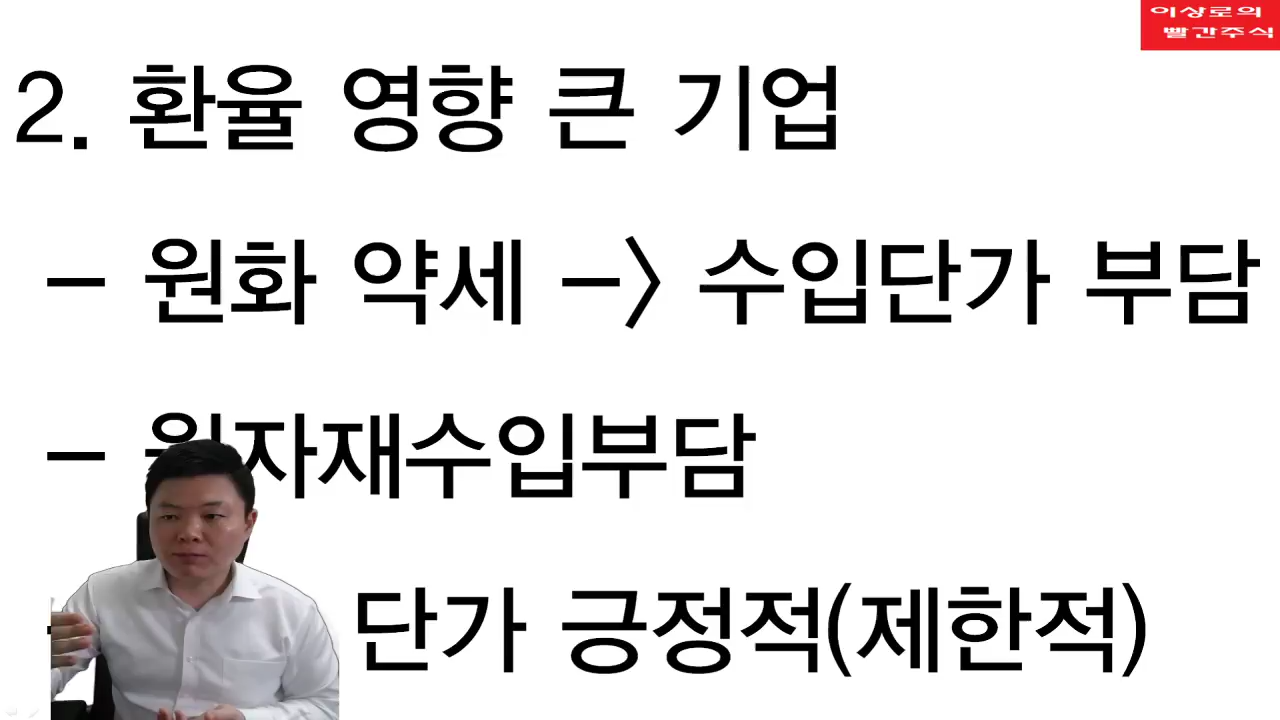 이상로의
빨간주식
2. 환율 영향 큰 기업
- 원화 약세 -> 수입단가 부담
- 원자재수입부담
단가 긍정적(제한적)